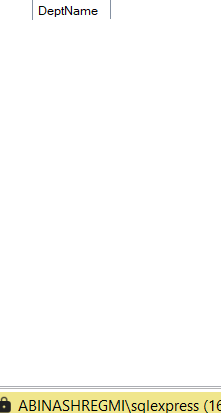 DeptName
ABINASHREGMI\sqlexpress (16